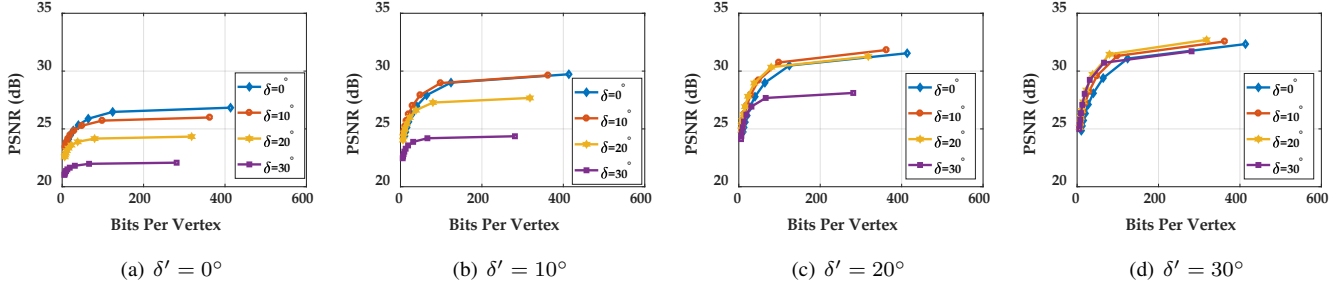 PSNR (dB)
35
30
25
20
0
200
400
600
Bits Per Vertex
δ=0°
δ=10°
δ=20°
δ=30°
(a) δ′ = 0°
PSNR (dB)
35
30
25
20
0
200
400
600
Bits Per Vertex
δ=0°
δ=10°
δ=20°
δ=30°
(b) δ′ = 10°
PSNR (dB)
35
30
25
20
0
200
400
600
Bits Per Vertex
δ=0°
δ=10°
δ=20°
δ=30°
(c) δ′ = 20°
PSNR (dB)
35
30
25
20
0
200
400
600
Bits Per Vertex
δ=0°
δ=10°
δ=20°
δ=30°
(d) δ′ = 30°